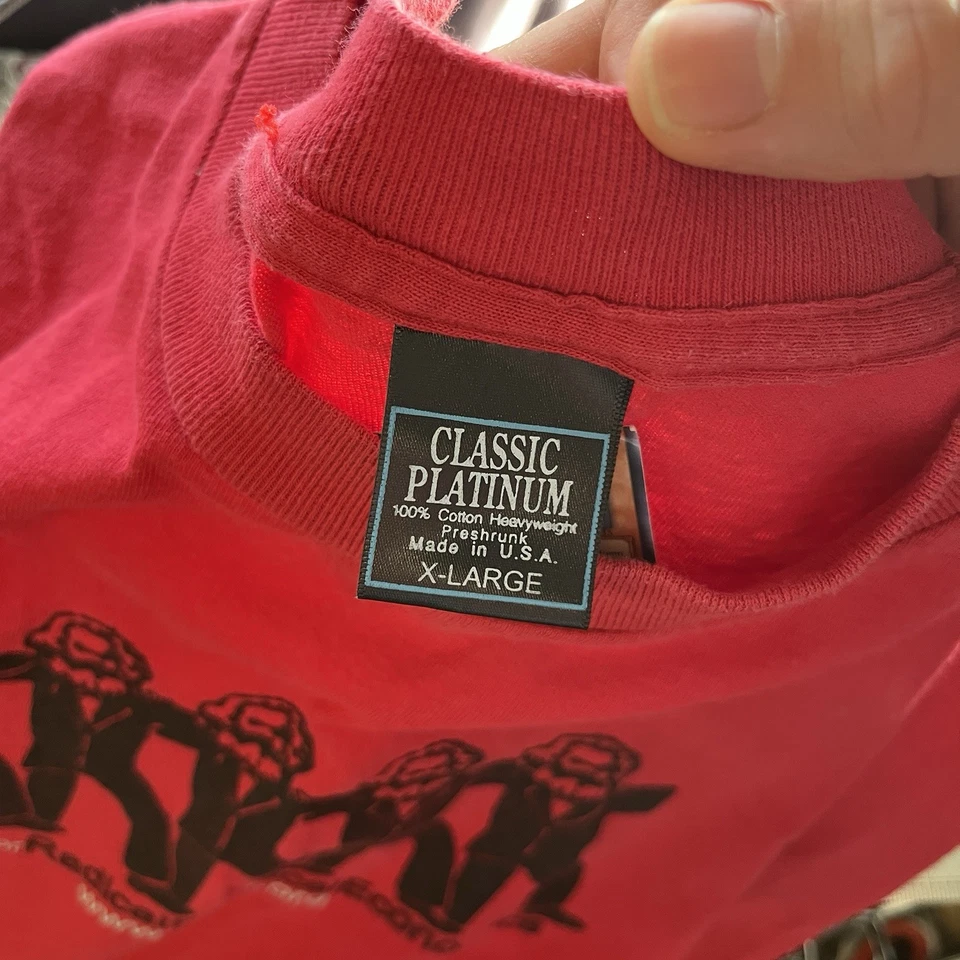 CLASSIC
PLATINUM
100% Cotton Heavyweight
Preshrunk
Made in U.S.A.
X-LARGE